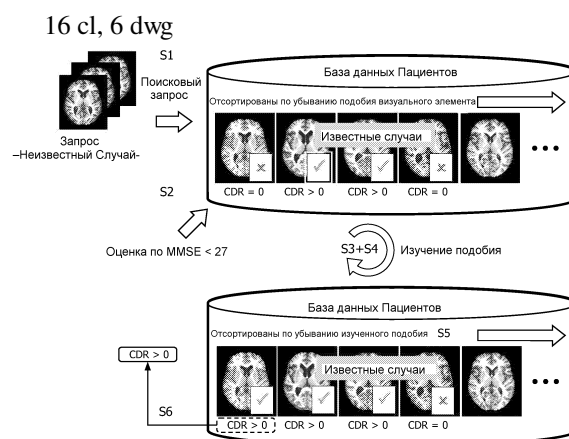 16 cl, 6 dwg
S1
Поисковый
запрос
Запрос
–Неизвестный Случай-
База данных Пациентов
Отсортированы по убыванию подобия визуального элемента
Известные случаи
S2
CDR = 0
CDR > 0
CDR > 0
CDR = 0
Оценка по MMSE < 27
S3+S4
Изучение подобия
База данных Пациентов
Отсортированы по убыванию изученного подобия
S5
Известные случаи
CDR > 0
S6
CDR > 0
CDR > 0
CDR > 0
CDR = 0